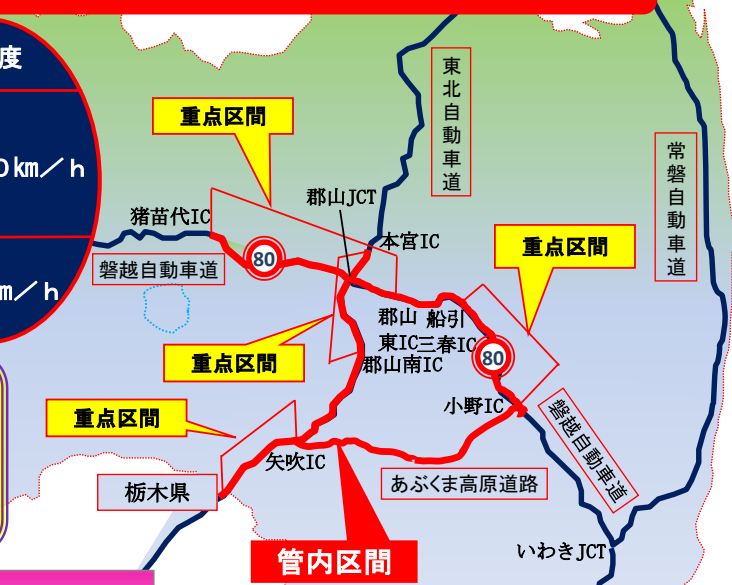 度
0km／h
m／h
重点区間
東北自動車道
常磐自動車道
郡山JCT
猪苗代IC
本宮IC
重点区間
80
磐越自動車道
郡山
東IC
船引
三春IC
80
重点区間
郡山南IC
重点区間
小野IC
磐越自動車道
矢吹IC
あぶくま高原道路
栃木県
管内区間
いわきJCT